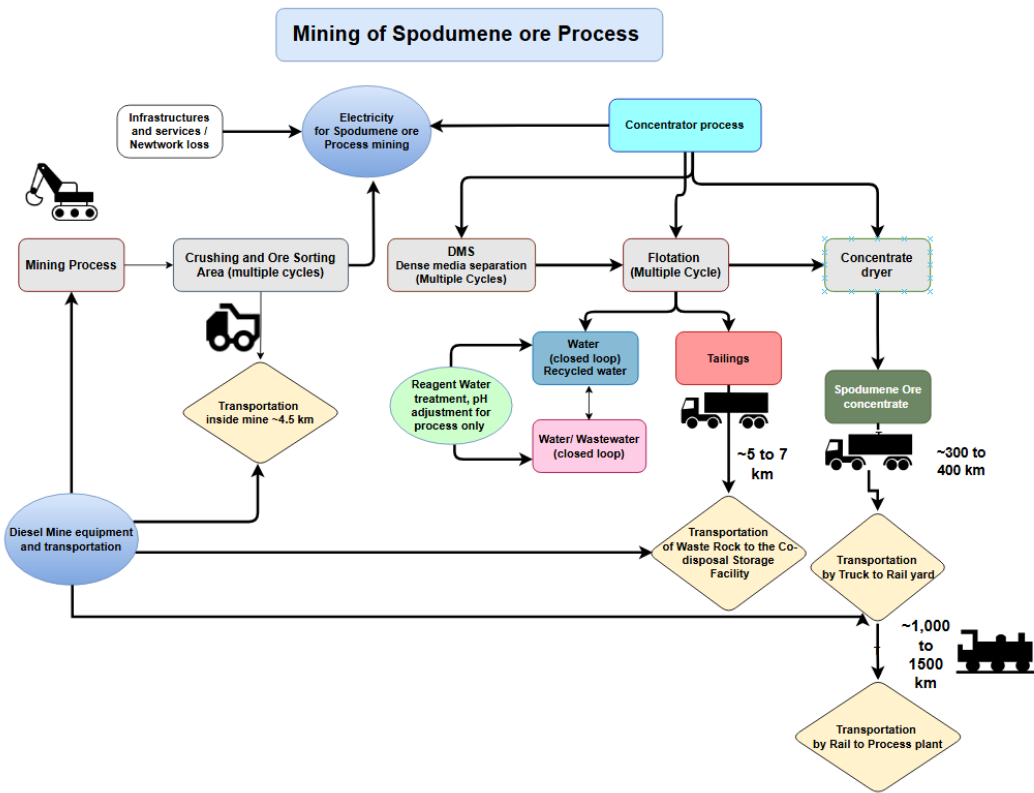 Mining of Spodumene ore Process
Infrastructures
and services /
Newtwork loss
Electricity
for Spodumene ore
Process mining
Concentrator process
Mining Process
Crushing and Ore Sorting
Area (multiple cycles)
DMS
Dense media separation
(Multiple Cycles)
Flotation
(Multiple Cycle)
Concentrate
dryer
Water
(closed loop)
Recycled water
Tailings
Reagent Water
treatment, pH
adjustment for
process only
Spodumene Ore
concentrate
Transportation
inside mine ~4.5 km
Water/ Wastewater
(closed loop)
~5 to 7
km
~300 to
400 km
Diesel Mine equipment
and transportation
Transportation
of Waste Rock to the Co-
disposal Storage
Facility
Transportation
by Truck to Rail yard
~1,000
to
1500
km
Transportation
by Rail to Process plant